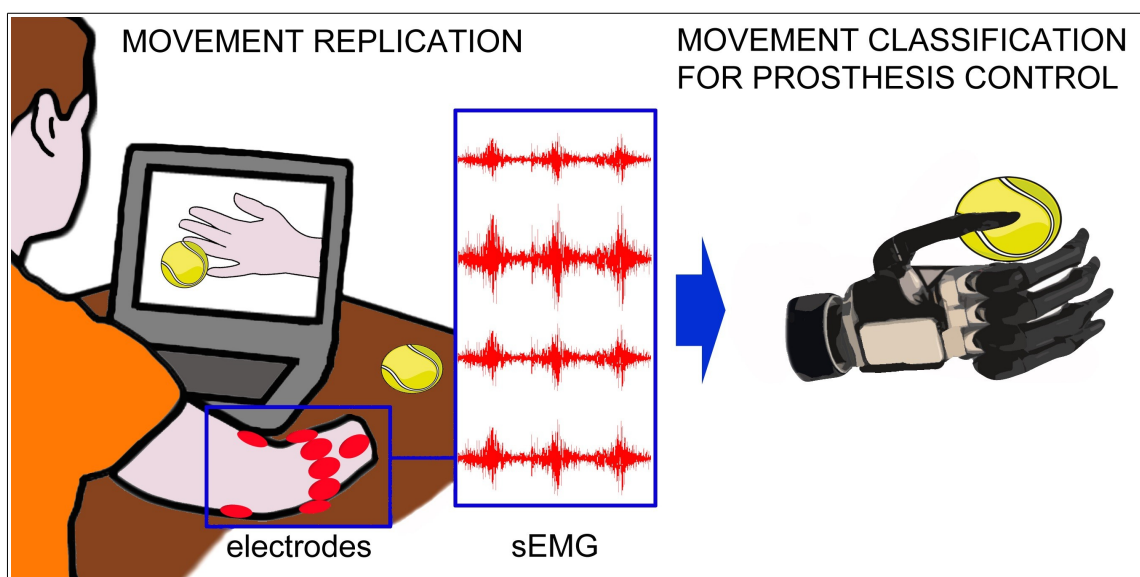 MOVEMENT REPLICATION
MOVEMENT CLASSIFICATION
FOR PROSTHESIS CONTROL
electrodes
sEMG